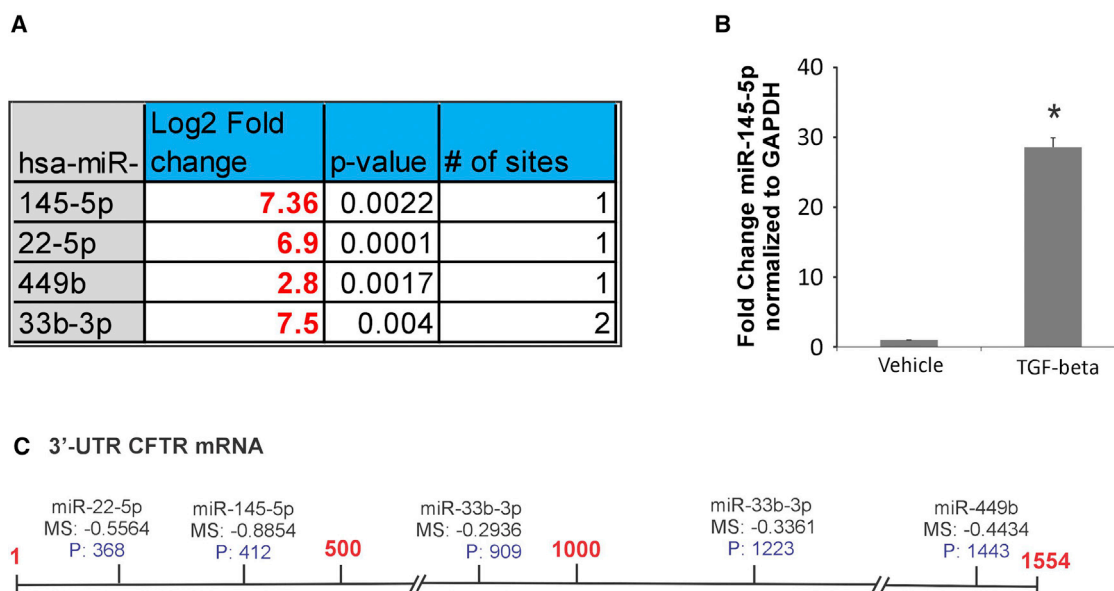 A
hsa-miR- Log2 Fold change p-value # of sites
145-5p 7.36 0.0022 1
22-5p 6.9 0.0001 1
449b 2.8 0.0017 1
33b-3p 7.5 0.004 2
B
Fold Change miR-145-5p
normalized to GAPDH
40
30
20
10
0
*
Vehicle TGF-beta
C 3’-UTR CFTR mRNA
miR-22-5p miR-145-5p miR-33b-3p miR-33b-3p miR-449b
MS: -0.5564 MS: -0.8854 MS: -0.2936 MS: -0.3361 MS: -0.4434
P: 368 P: 412 P: 909 P: 1223 P: 1443
1 500 1000 1554